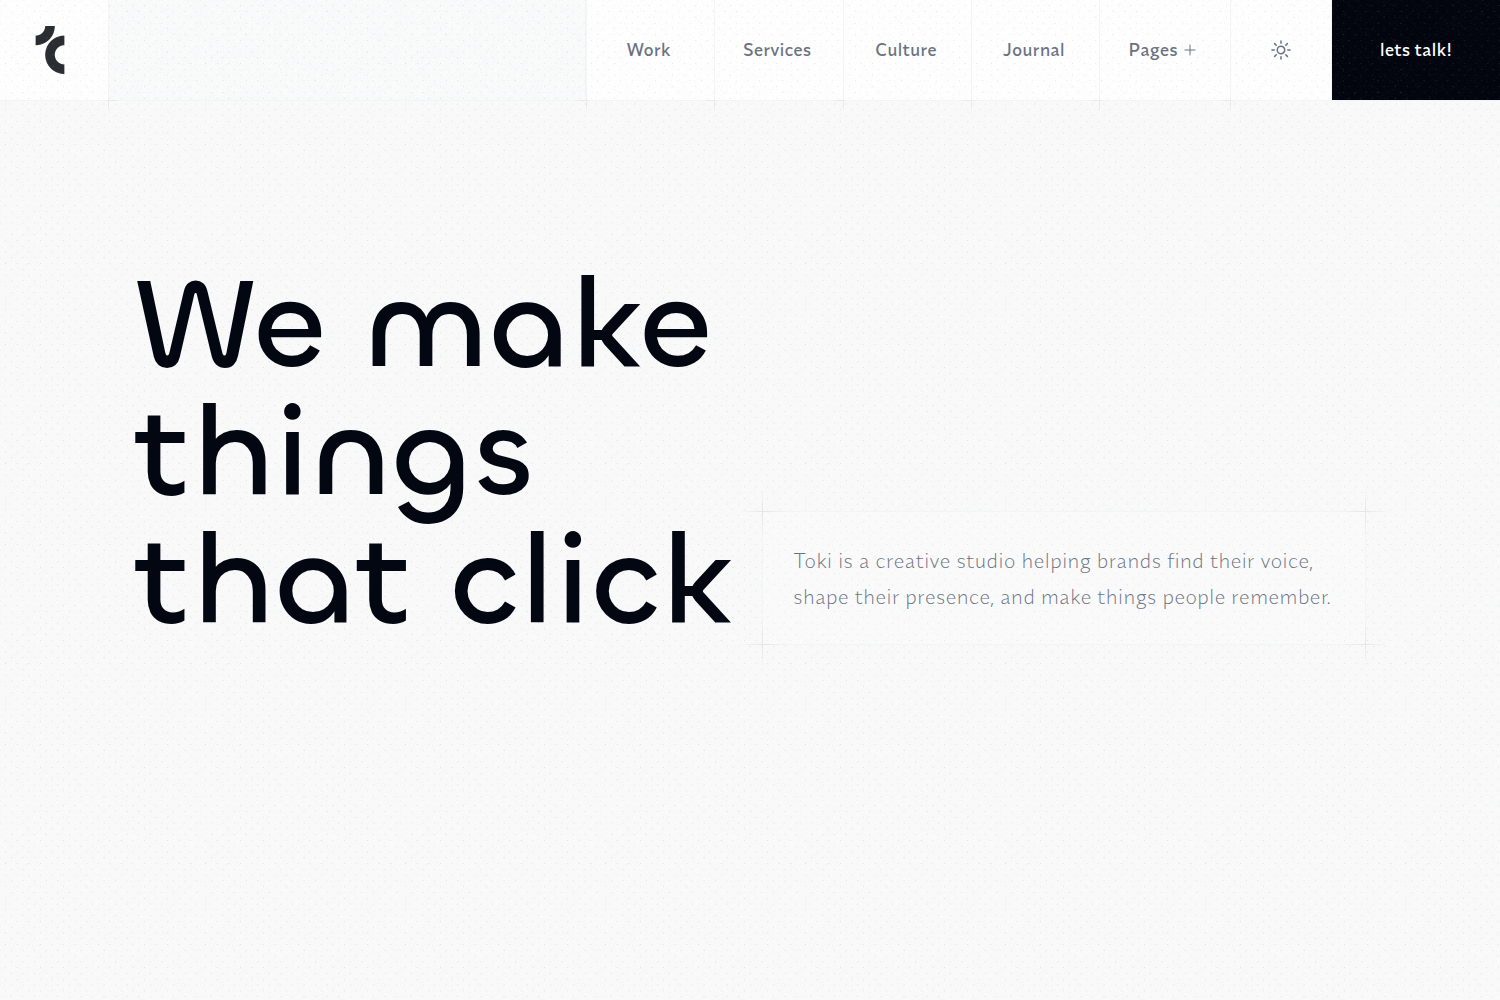 Work
Services
Culture
Journal
Pages +
lets talk!
We make
things
that click
Toki is a creative studio helping brands find their voice,
shape their presence, and make things people remember.